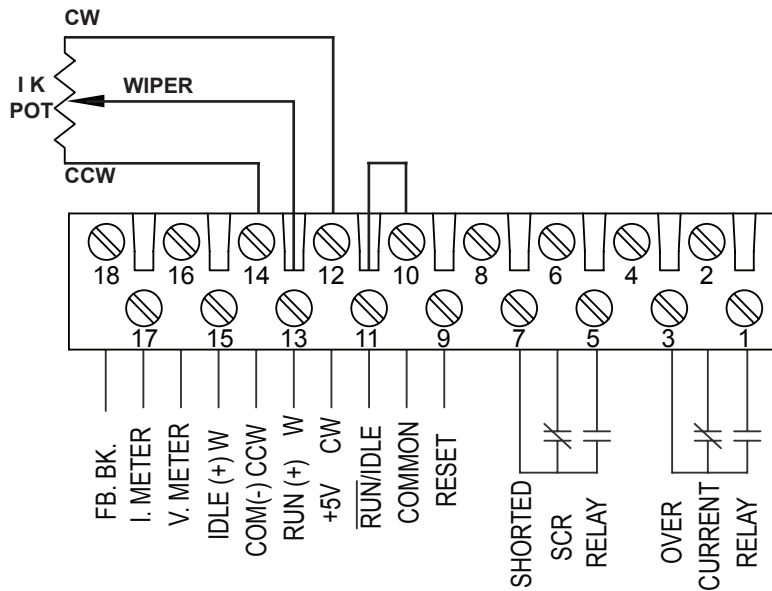 CW
1 K
POT
WIPER
CCW
18 16 14 12 10 8 6 4 2
17 15 13 11 9 7 5 3 1
FB. BK.
I. METER
V. METER
IDLE (+) W
COM(-) CCW
RUN (+) W
+5V CW
RUN/IDLE
COMMON
RESET
SHORTED
SCR
RELAY
OVER
CURRENT
RELAY